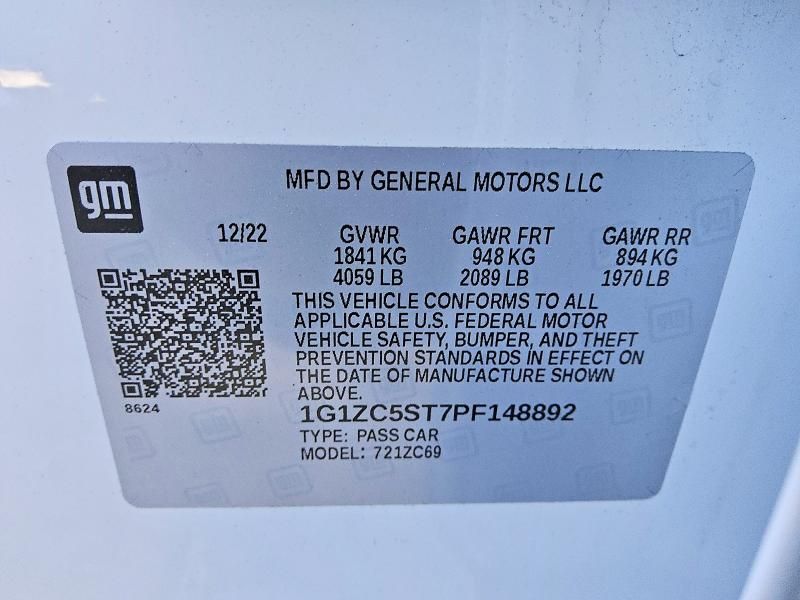 gm
MFD BY GENERAL MOTORS LLC
12/22 GVWR GAWR FRT GAWR RR
1841 KG 948 KG 894 KG
4059 LB 2089 LB 1970 LB
THIS VEHICLE CONFORMS TO ALL
APPLICABLE U.S. FEDERAL MOTOR
VEHICLE SAFETY, BUMPER, AND THEFT
PREVENTION STANDARDS IN EFFECT ON
THE DATE OF MANUFACTURE SHOWN
ABOVE.
8624
1G1ZC5ST7PF148892
TYPE: PASS CAR
MODEL: 721ZC69